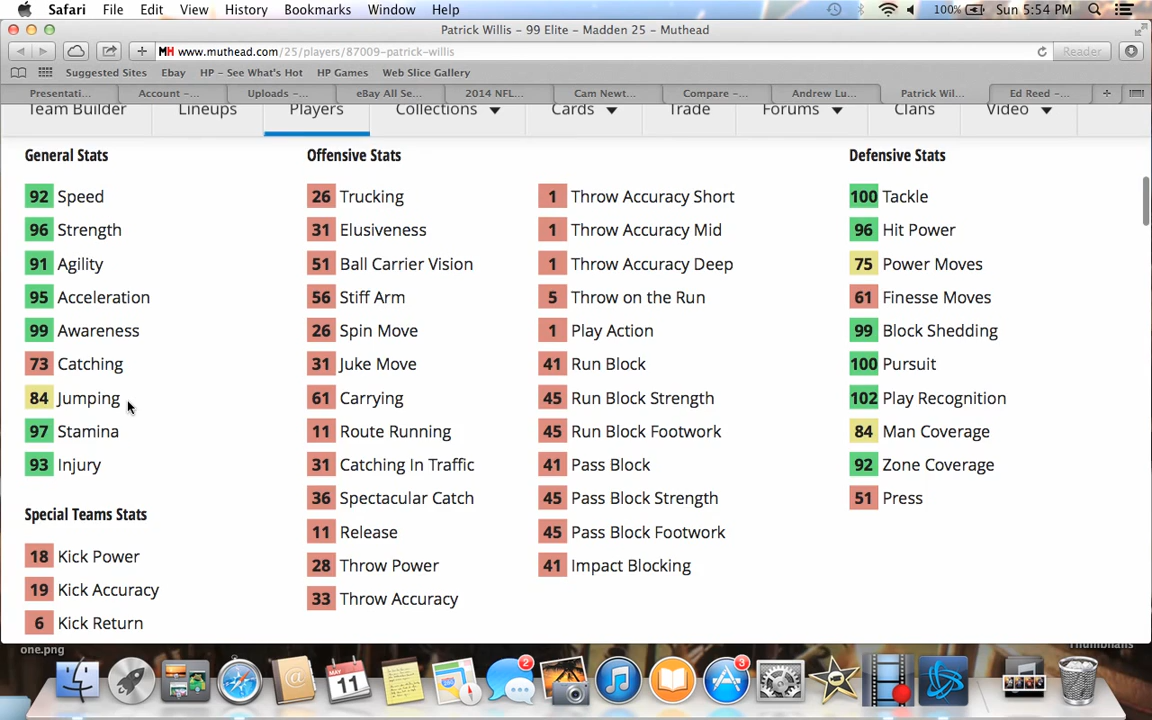 Safari File Edit View History Bookmarks Window Help 100% Sun 5:54 PM
Patrick Willis – 99 Elite – Madden 25 – Muthead
MH www.muthead.com/25/players/87009-patrick-willis Reader
Suggested Sites Ebay HP – See What's Hot HP Games Web Slice Gallery
Presentati... Account –... Uploads –... eBay All Se... 2014 NFL... Cam Newt... Compare –... Andrew Lu... Patrick Wil... Ed Reed –...
Team Builder Lineups Players Collections Cards Trade Forums Clans Video
General Stats
92 Speed
96 Strength
91 Agility
95 Acceleration
99 Awareness
73 Catching
84 Jumping
97 Stamina
93 Injury
Special Teams Stats
18 Kick Power
19 Kick Accuracy
6 Kick Return
Offensive Stats
26 Trucking
31 Elusiveness
51 Ball Carrier Vision
56 Stiff Arm
26 Spin Move
31 Juke Move
61 Carrying
11 Route Running
31 Catching In Traffic
36 Spectacular Catch
11 Release
28 Throw Power
33 Throw Accuracy
1 Throw Accuracy Short
1 Throw Accuracy Mid
1 Throw Accuracy Deep
5 Throw on the Run
1 Play Action
41 Run Block
45 Run Block Strength
45 Run Block Footwork
41 Pass Block
45 Pass Block Strength
45 Pass Block Footwork
41 Impact Blocking
Defensive Stats
100 Tackle
96 Hit Power
75 Power Moves
61 Finesse Moves
99 Block Shedding
100 Pursuit
102 Play Recognition
84 Man Coverage
92 Zone Coverage
51 Press
one.png
MAY
11
2
3